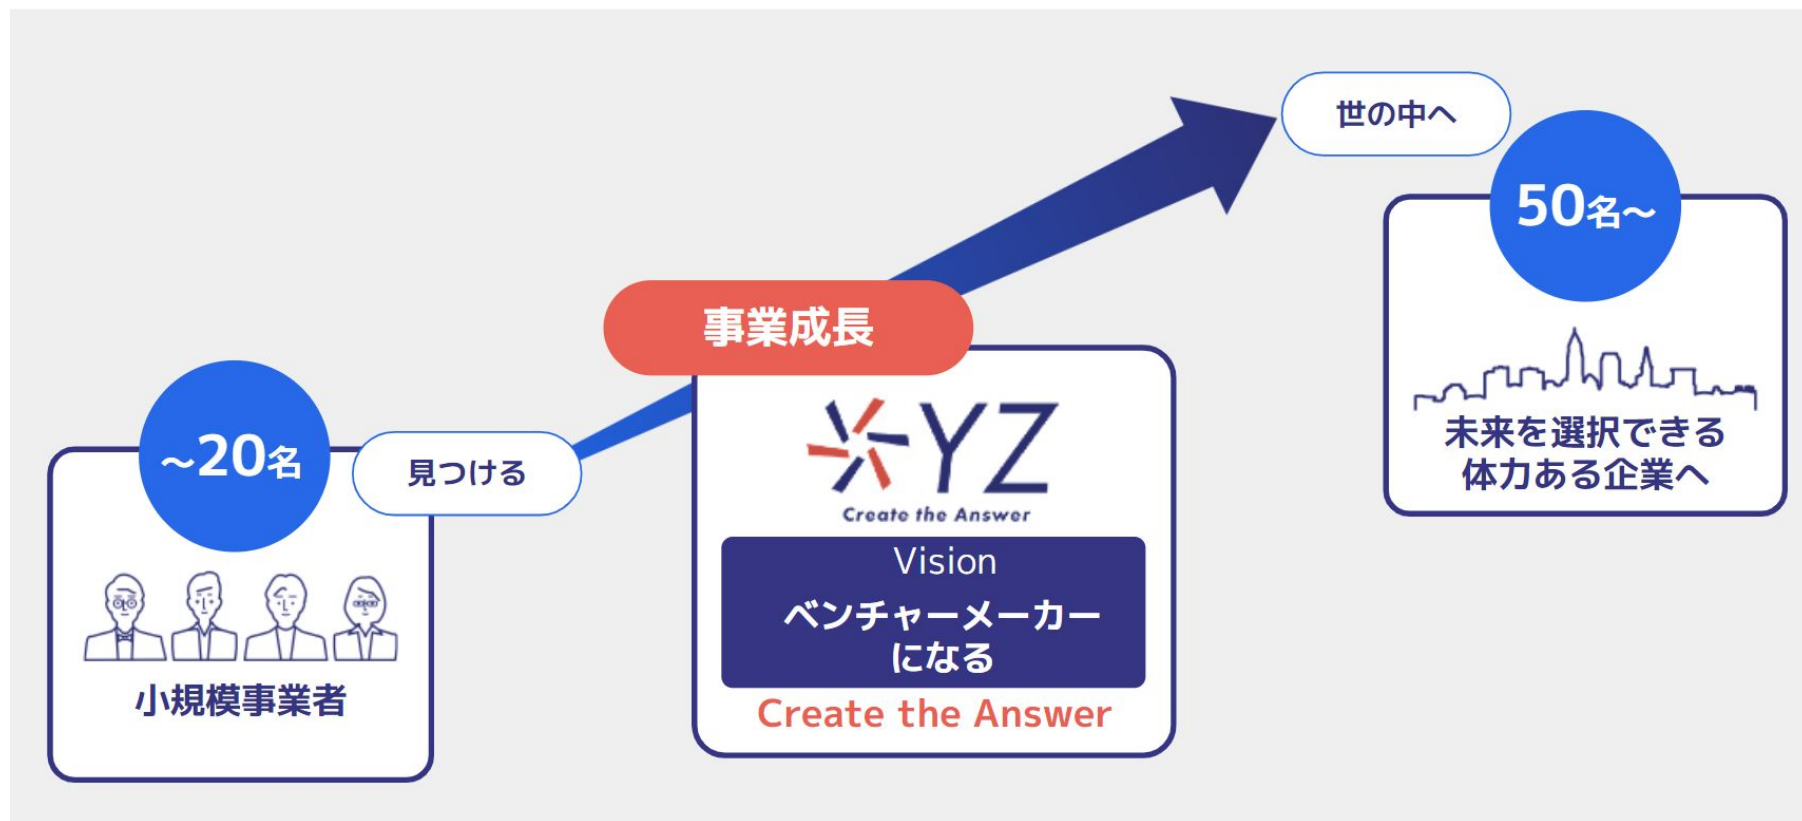 ~20名
見つける
小規模事業者
事業成長
YZ
Create the Answer
Vision
ベンチャーメーカー
になる
Create the Answer
世の中へ
50名~
未来を選択できる
体力ある企業へ